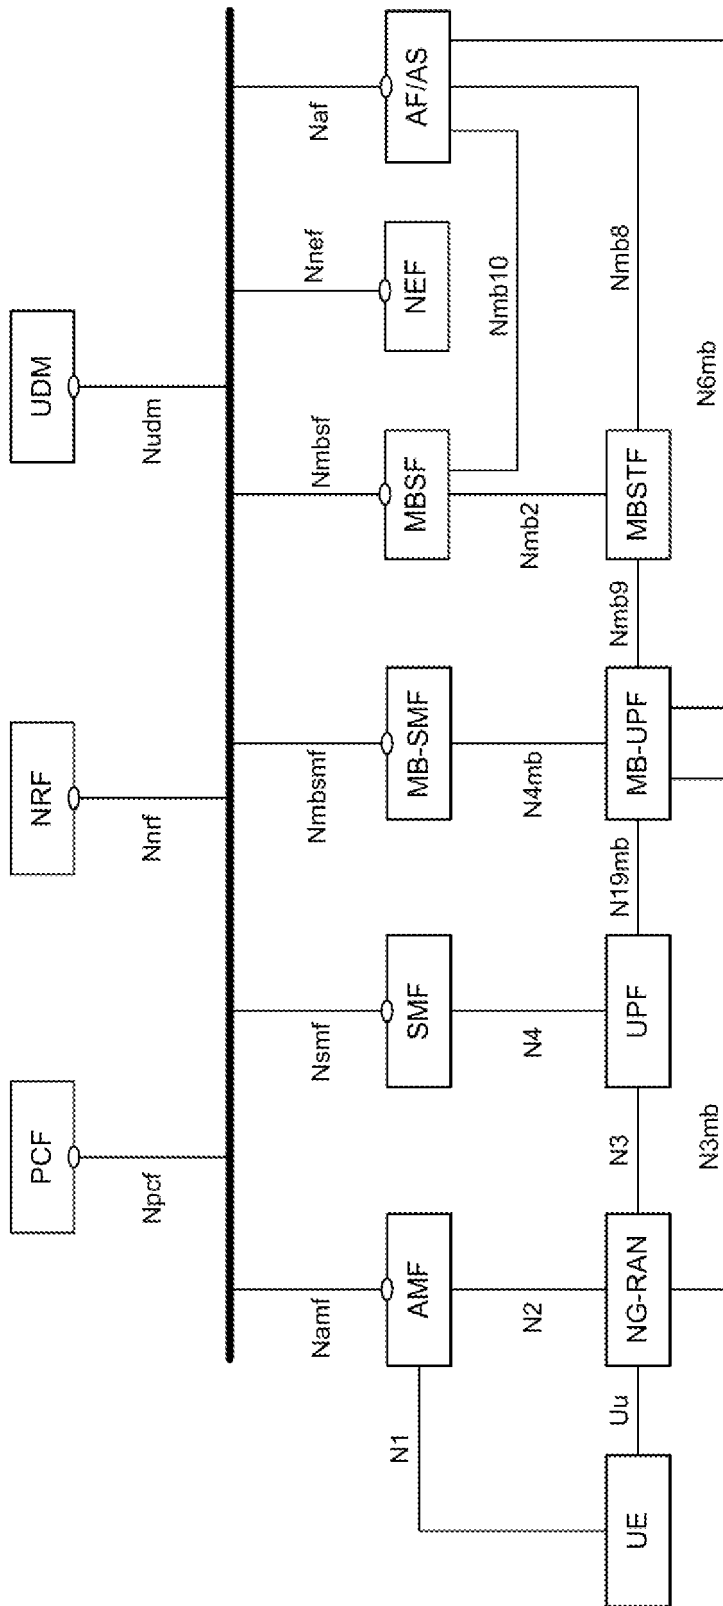 PCF
NRF
UDM
Npcf
Nnrf
Nudm
Namf
Nsmf
Nmbsmf
Nmbsf
Nnef
Naf
AMF
SMF
MB-SMF
MBSF
NEF
AF/AS
N1
N2
N4
N4mb
Nmb2
Nmb10
UE
Uu
NG-RAN
N3
UPF
N19mb
MB-UPF
Nmb9
MBSTF
Nmb8
N3mb
N6mb